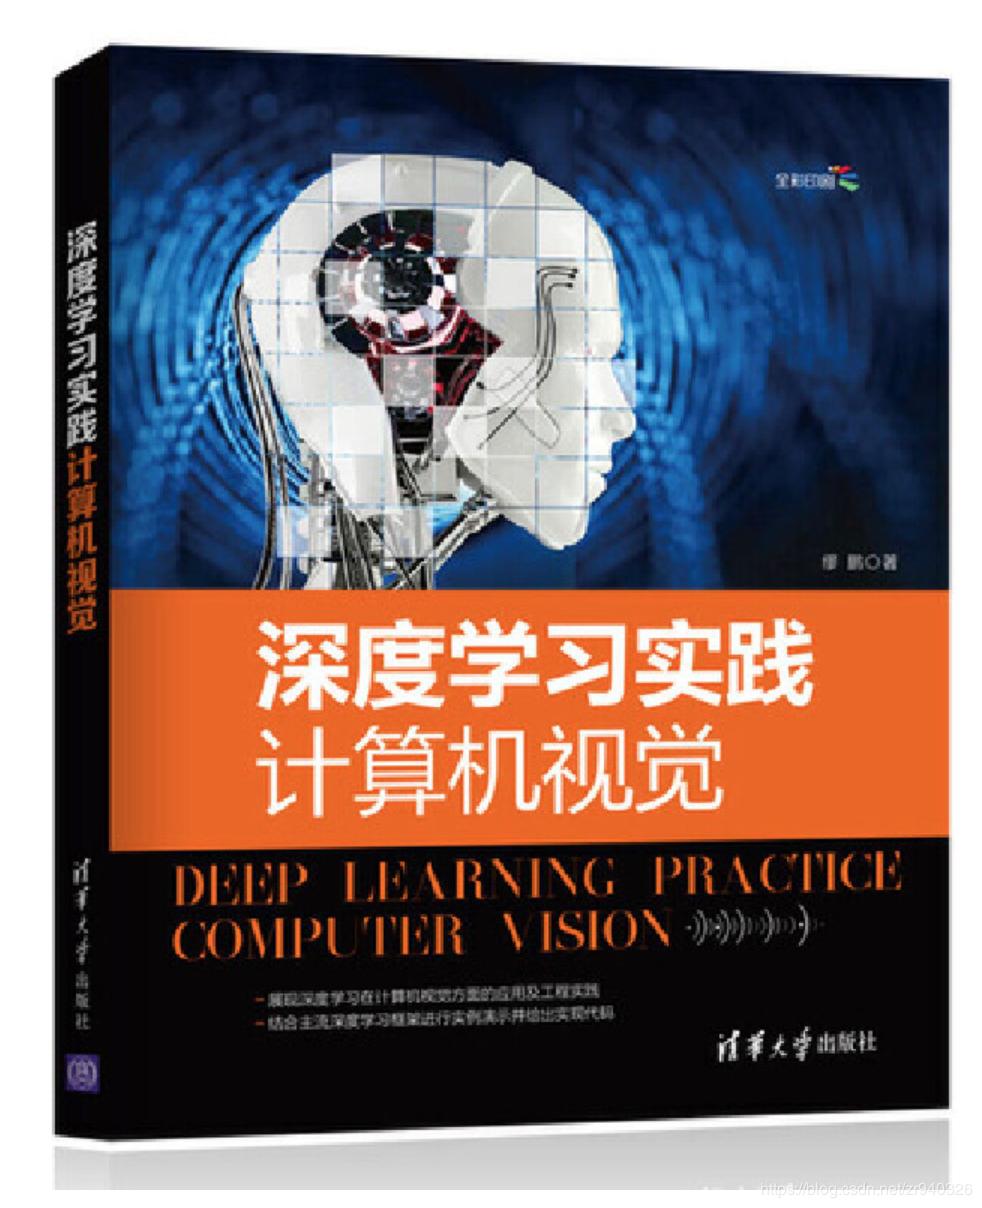 全彩印刷
缪 鹏〇著
深度学习实践
计算机视觉
DEEP LEARNING PRACTICE
COMPUTER VISION
– 展现深度学习在计算机视觉方面的应用及工程实践
– 结合主流深度学习框架进行实例演示并给出实现代码
清华大学出版社
深度学习实践计算机视觉
清华大学出版社
https://blog.csdn.net/zr940326